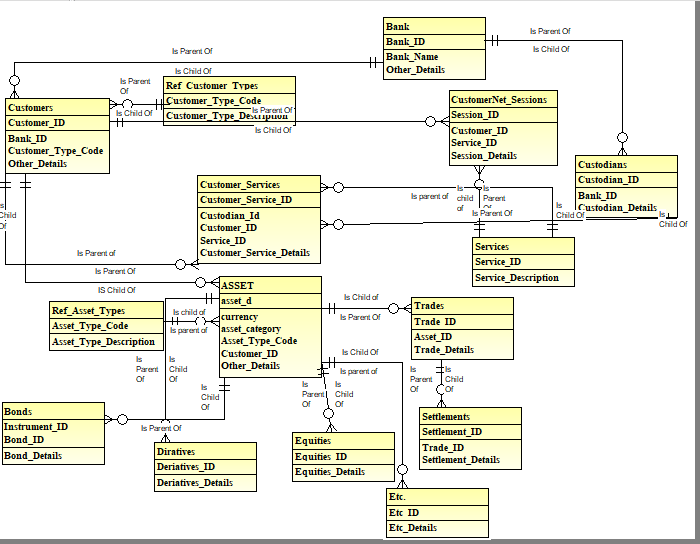 Bank
Bank_ID
Bank_Name
Other_Details
Is Parent Of
Is Child Of
Is Parent Of
Is Child Of
Is Parent
Of
Is Child Of
Ref_Customer_Types
Customer_Type_Code
Customer_Type_Description
Is Parent Of
Is Child Of
Customers
Customer_ID
Bank_ID
Customer_Type_Code
Other_Details
CustomerNet_Sessions
Session_ID
Customer_ID
Service_ID
Session_Details
Custodians
Custodian_ID
Bank_ID
Custodian_Details
Customer_Services
Customer_Service_ID
Custodian_Id
Customer_ID
Service_ID
Customer_Service_Details
Is parent of
Is
child
of
Is
Parent
Of
Is Parent Of
Is
Child Of
Is
Child Of
Is
Child
Of
Services
Service_ID
Service_Description
Is Parent of
Is Parent Of
IS Child Of
ASSET
asset_d
currency
asset_category
Asset_Type_Code
Customer_ID
Other_Details
Ref_Asset_Types
Asset_Type_Code
Asset_Type_Description
Is child of
Is parent of
Is Child of
Is Parent Of
Trades
Trade_ID
Asset_ID
Trade_Details
Is
Parent
Of
Is
Child
Of
Is
Child
Of
Is Child Of
Is parent of
Is
Parent
Of
Is
Child
Of
Is
Parent
Of
Is
Child
Of
Bonds
Instrument_ID
Bond_ID
Bond_Details
Is Parent Of
Diratives
Deriatives_ID
Deriatives_Details
Equities
Equities_ID
Equities_Details
Settlements
Settlement_ID
Trade_ID
Settlement_Details
Etc.
Etc_ID
Etc_Details